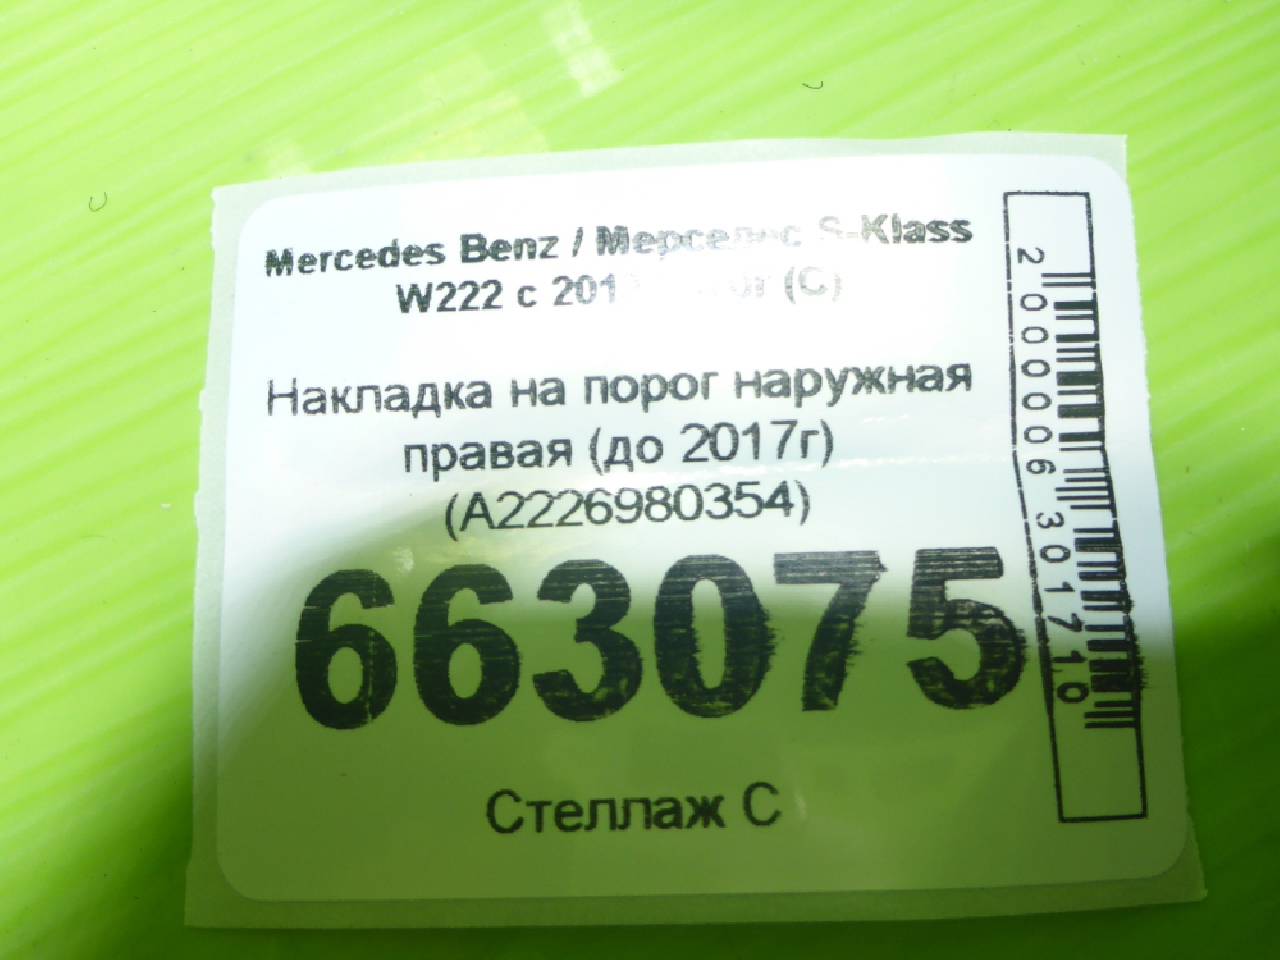 Mercedes Benz / Мерседес S-Klass
W222 с 2013 (С)
Накладка на порог наружная
правая (до 2017г)
(A2226980354)
663075
Стеллаж С
2000006301710